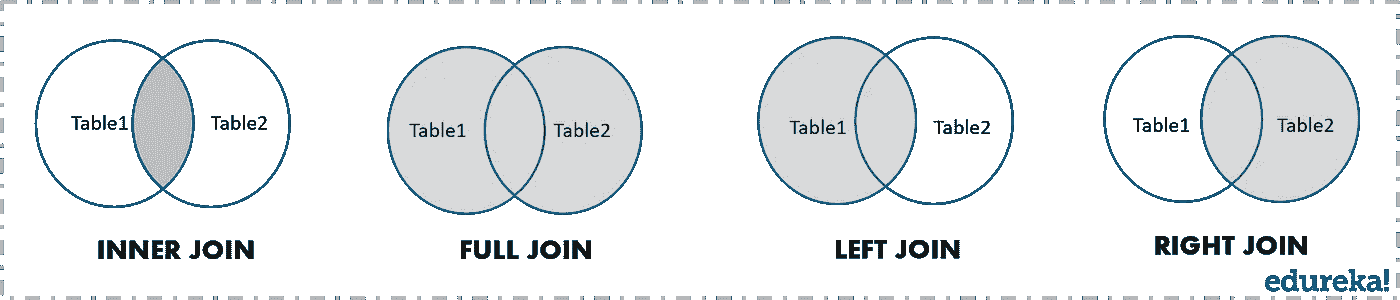 Table1 Table2
INNER JOIN
Table1 Table2
FULL JOIN
Table1 Table2
LEFT JOIN
Table1 Table2
RIGHT JOIN
edureka!